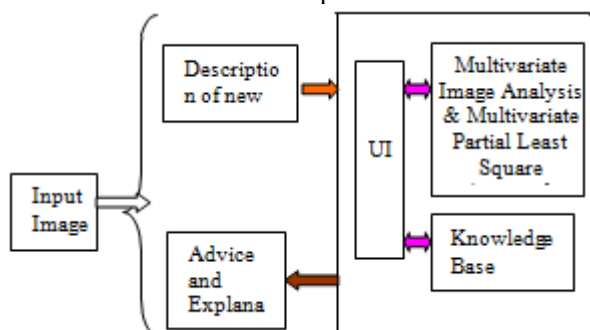 Input
Image
Descriptio
n of new
Advice
and
Explana
UI
Multivariate
Image Analysis
& Multivariate
Partial Least
Square
Knowledge
Base